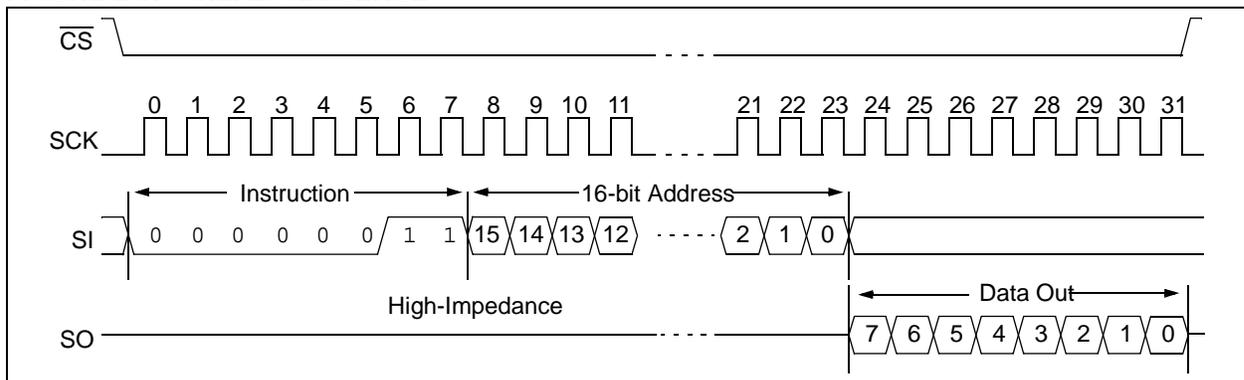 CS
0 1 2 3 4 5 6 7 8 9 10 11 21 22 23 24 25 26 27 28 29 30 31
SCK
Instruction 16-bit Address
SI 0 0 0 0 0 0 1 1 15 14 13 12 2 1 0
High-Impedance Data Out
SO 7 6 5 4 3 2 1 0